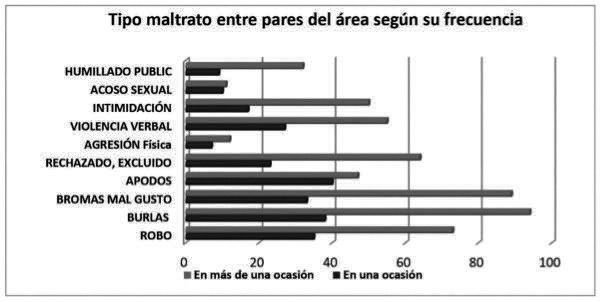 Tipo maltrato entre pares del área según su frecuencia
HUMILLADO PUBLIC
ACOSO SEXUAL
INTIMIDACIÓN
VIOLENCIA VERBAL
AGRESIÓN Física
RECHAZADO, EXCLUIDO
APODOS
BROMAS MAL GUSTO
BURLAS
ROBO
0 20 40 60 80 100
En más de una ocasión En una ocasión